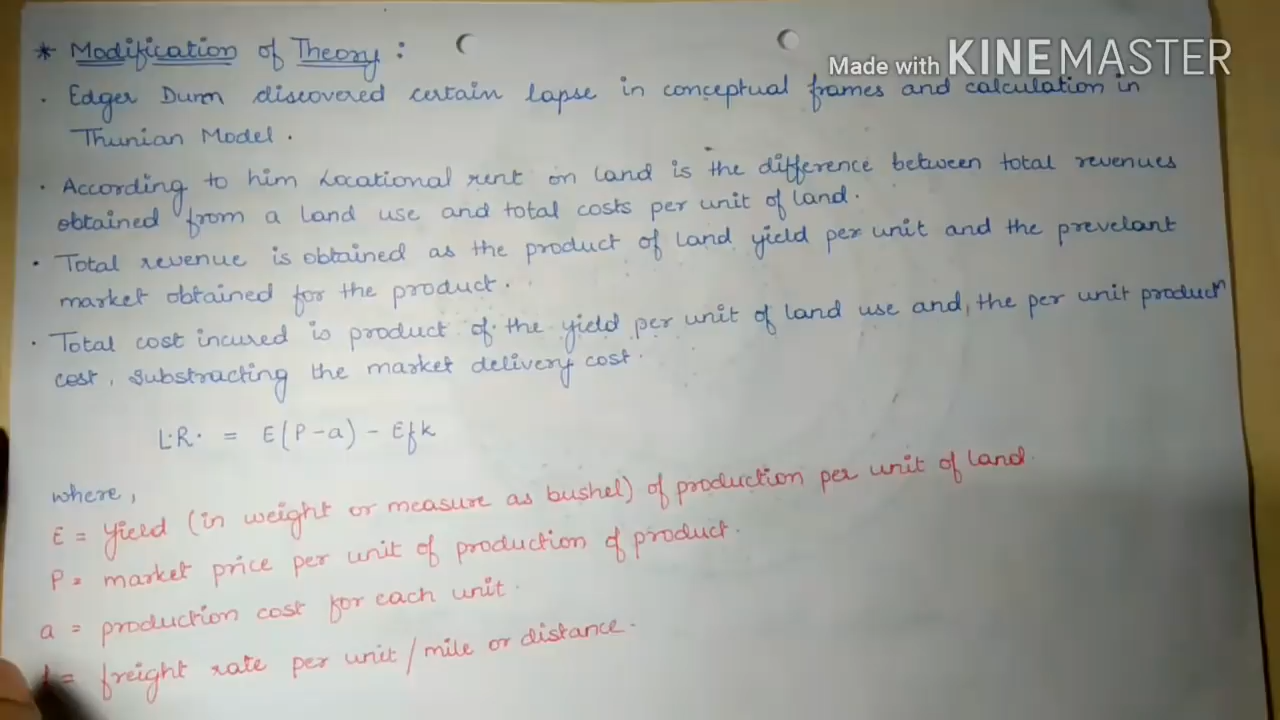 Made with KINEMASTER
* Modification of Theory :
· Edger Dunn discovered certain lapse in conceptual frames and calculation in
Thunian Model .
· According to him Locational rent on land is the difference between total revenues
obtained from a land use and total costs per unit of land.
· Total revenue is obtained as the product of land yield per unit and the prevelant
market obtained for the product.
· Total cost incured is product of the yield per unit of land use and, the per unit productn
cost, substracting the market delivery cost.
L.R. = E(P-a) - Efk
where,
E = Yield (in weight or measure as bushel) of production per unit of land.
P = market price per unit of production of product.
a = production cost for each unit.
= freight rate per unit/mile or distance.